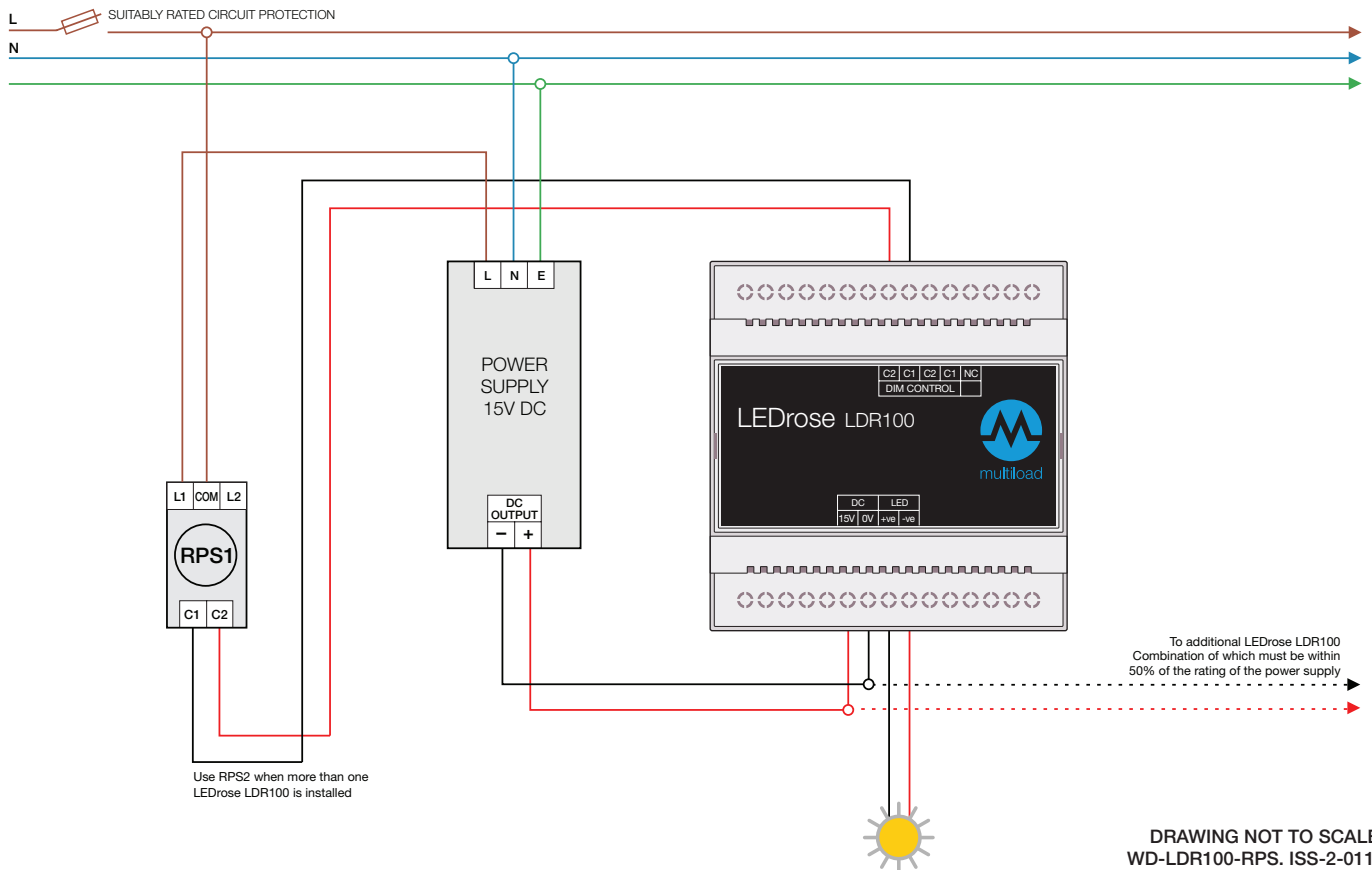 L
SUITABLY RATED CIRCUIT PROTECTION
N
L N E
POWER
SUPPLY
15V DC
DC
OUTPUT
− +
L1 COM L2
RPS1
C1 C2
Use RPS2 when more than one
LEDrose LDR100 is installed
C2 C1 C2 C1 NC
DIM CONTROL
LEDrose LDR100
multiload
DC LED
15V 0V +ve -ve
To additional LEDrose LDR100
Combination of which must be within
50% of the rating of the power supply
DRAWING NOT TO SCALE
WD-LDR100-RPS. ISS-2-011